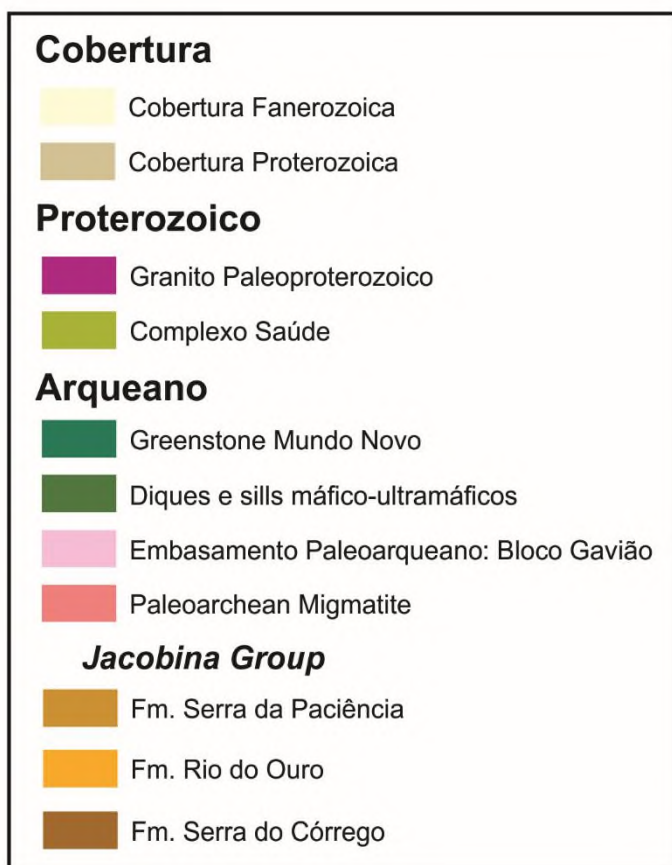 Cobertura
Cobertura Fanerozoica
Cobertura Proterozoica
Proterozoico
Granito Paleoproterozoico
Complexo Saúde
Arqueano
Greenstone Mundo Novo
Diques e sills máfico-ultramáficos
Embasamento Paleoarqueano: Bloco Gavião
Paleoarchean Migmatite
Jacobina Group
Fm. Serra da Paciência
Fm. Rio do Ouro
Fm. Serra do Córrego